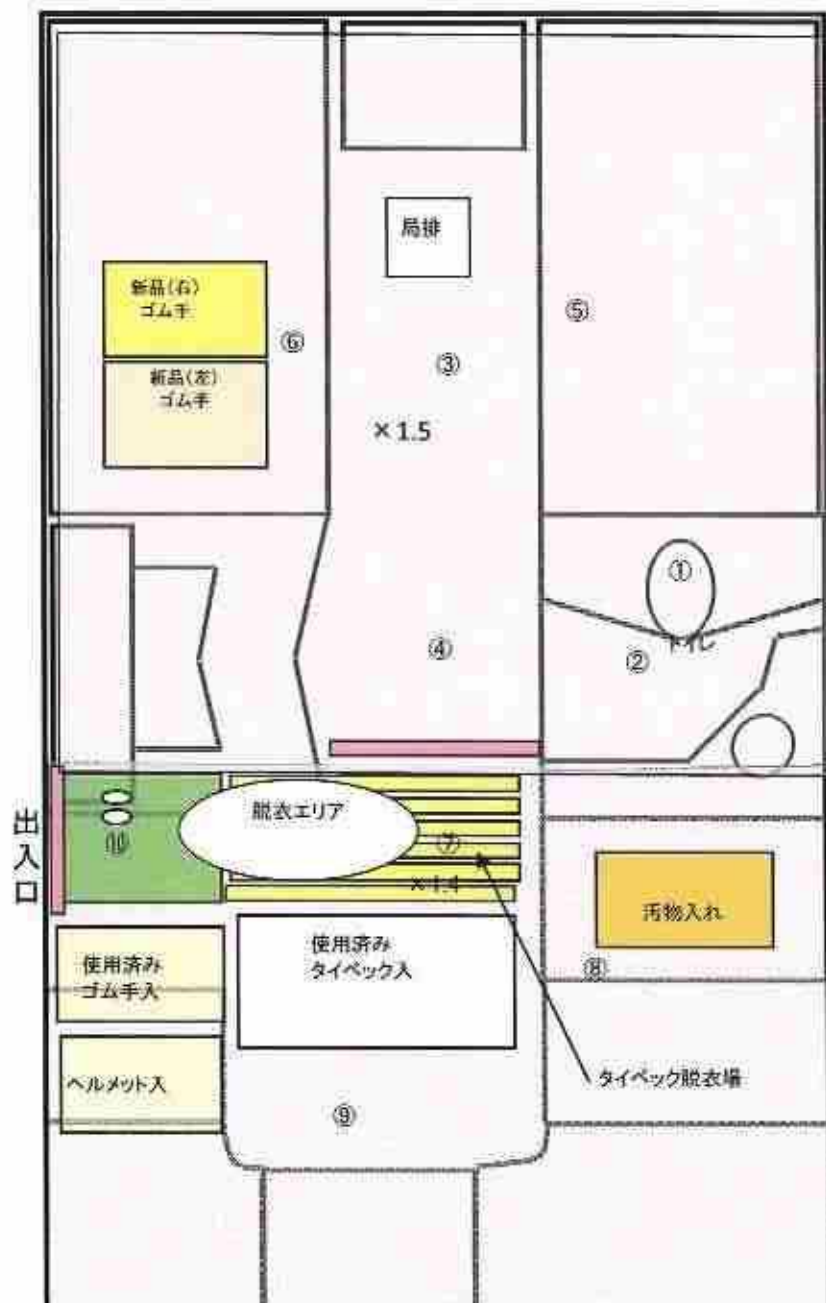 局排
新品(右)
ゴム手
⑥
⑤
③
新品(左)
ゴム手
×1.5
①
④
②
トイレ
出入口
脱衣エリア
⑩
⑦
×1.4
汚物入れ
使用済み
ゴム手入
使用済み
タイベック入
⑧
ヘルメット入
タイベック脱衣場
⑨